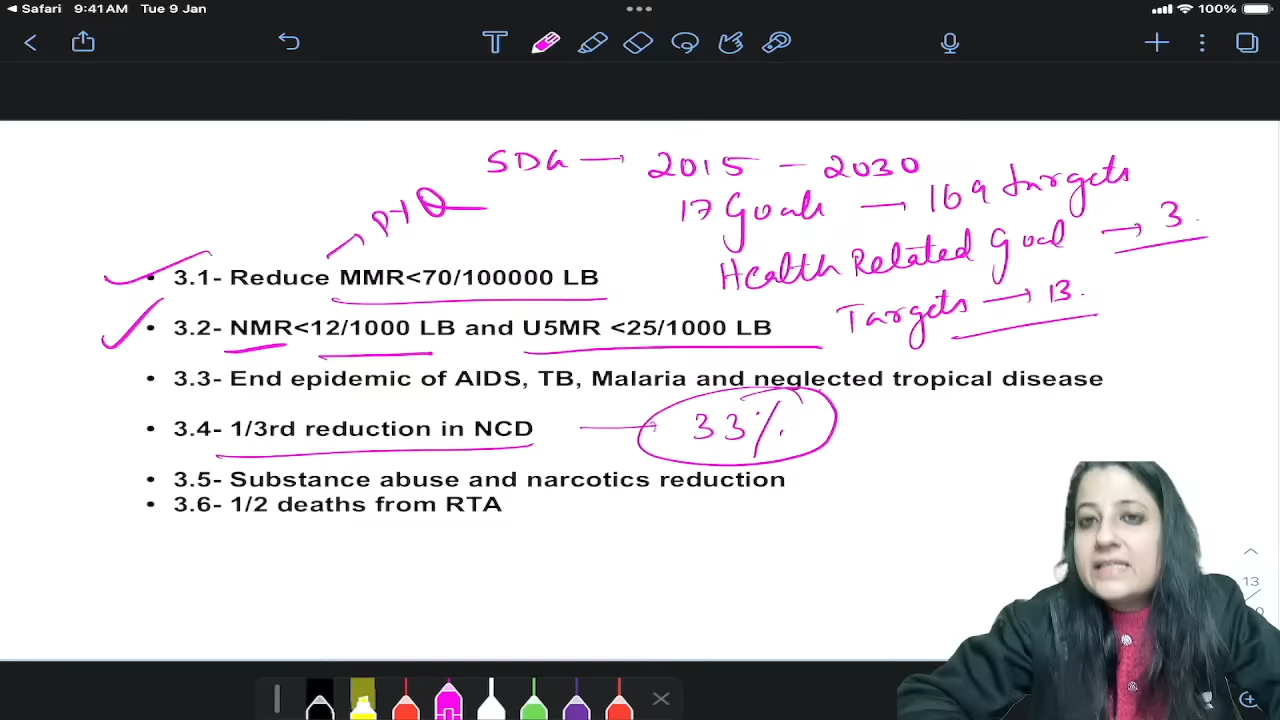 Safari 9:41 AM Tue 9 Jan 100%
SDG → 2015 - 2030
17 Goals → 169 targets
Health Related Goal → 3
Targets → 13
→ PYQ
• 3.1- Reduce MMR<70/100000 LB
• 3.2- NMR<12/1000 LB and U5MR <25/1000 LB
• 3.3- End epidemic of AIDS, TB, Malaria and neglected tropical disease
• 3.4- 1/3rd reduction in NCD → 33%
• 3.5- Substance abuse and narcotics reduction
• 3.6- 1/2 deaths from RTA
13